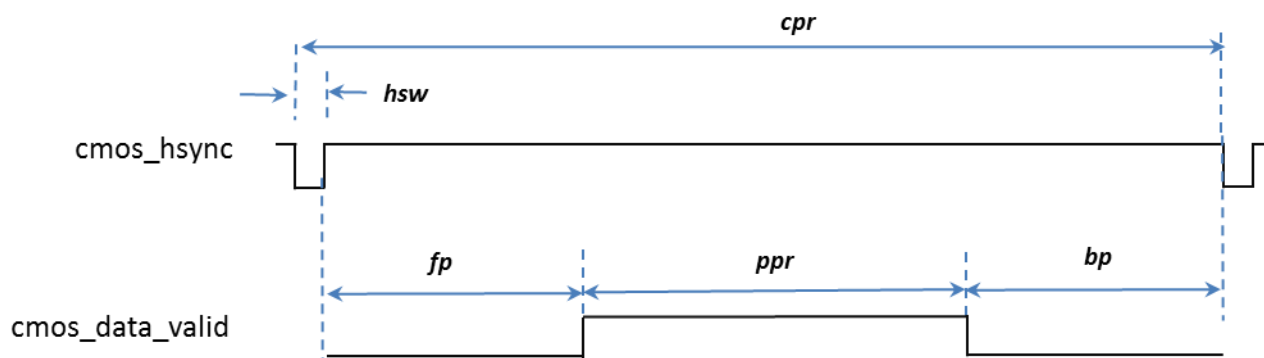 cpr
hsw
cmos_hsync
fp ppr bp
cmos_data_valid